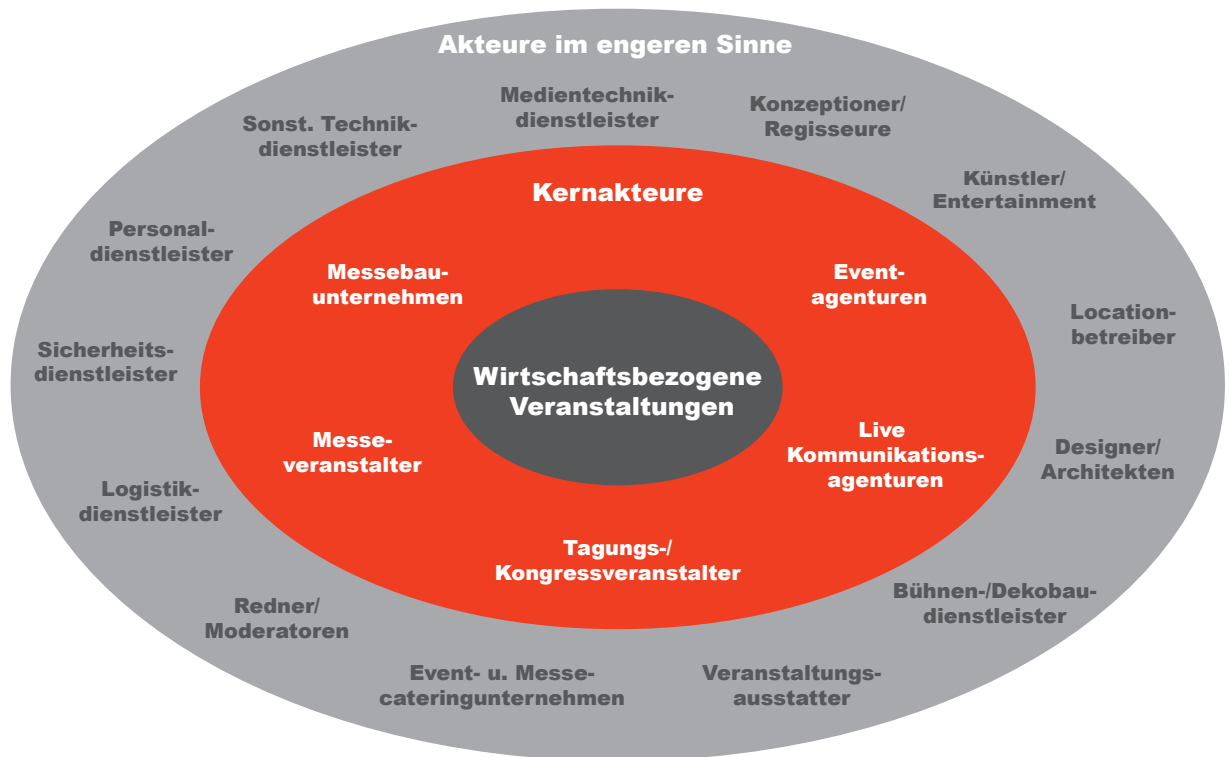 Akteure im engeren Sinne
Medientechnik-
dienstleister
Konzeptioner/
Regisseure
Sonst. Technik-
dienstleister
Künstler/
Entertainment
Kernakteure
Personal-
dienstleister
Messebau-
unternehmen
Event-
agenturen
Location-
betreiber
Sicherheits-
dienstleister
Wirtschaftsbezogene
Veranstaltungen
Messe-
veranstalter
Live
Kommunikations-
agenturen
Designer/
Architekten
Logistik-
dienstleister
Tagungs-/
Kongressveranstalter
Bühnen-/Dekobau-
dienstleister
Redner/
Moderatoren
Event- u. Messe-
cateringunternehmen
Veranstaltungs-
ausstatter